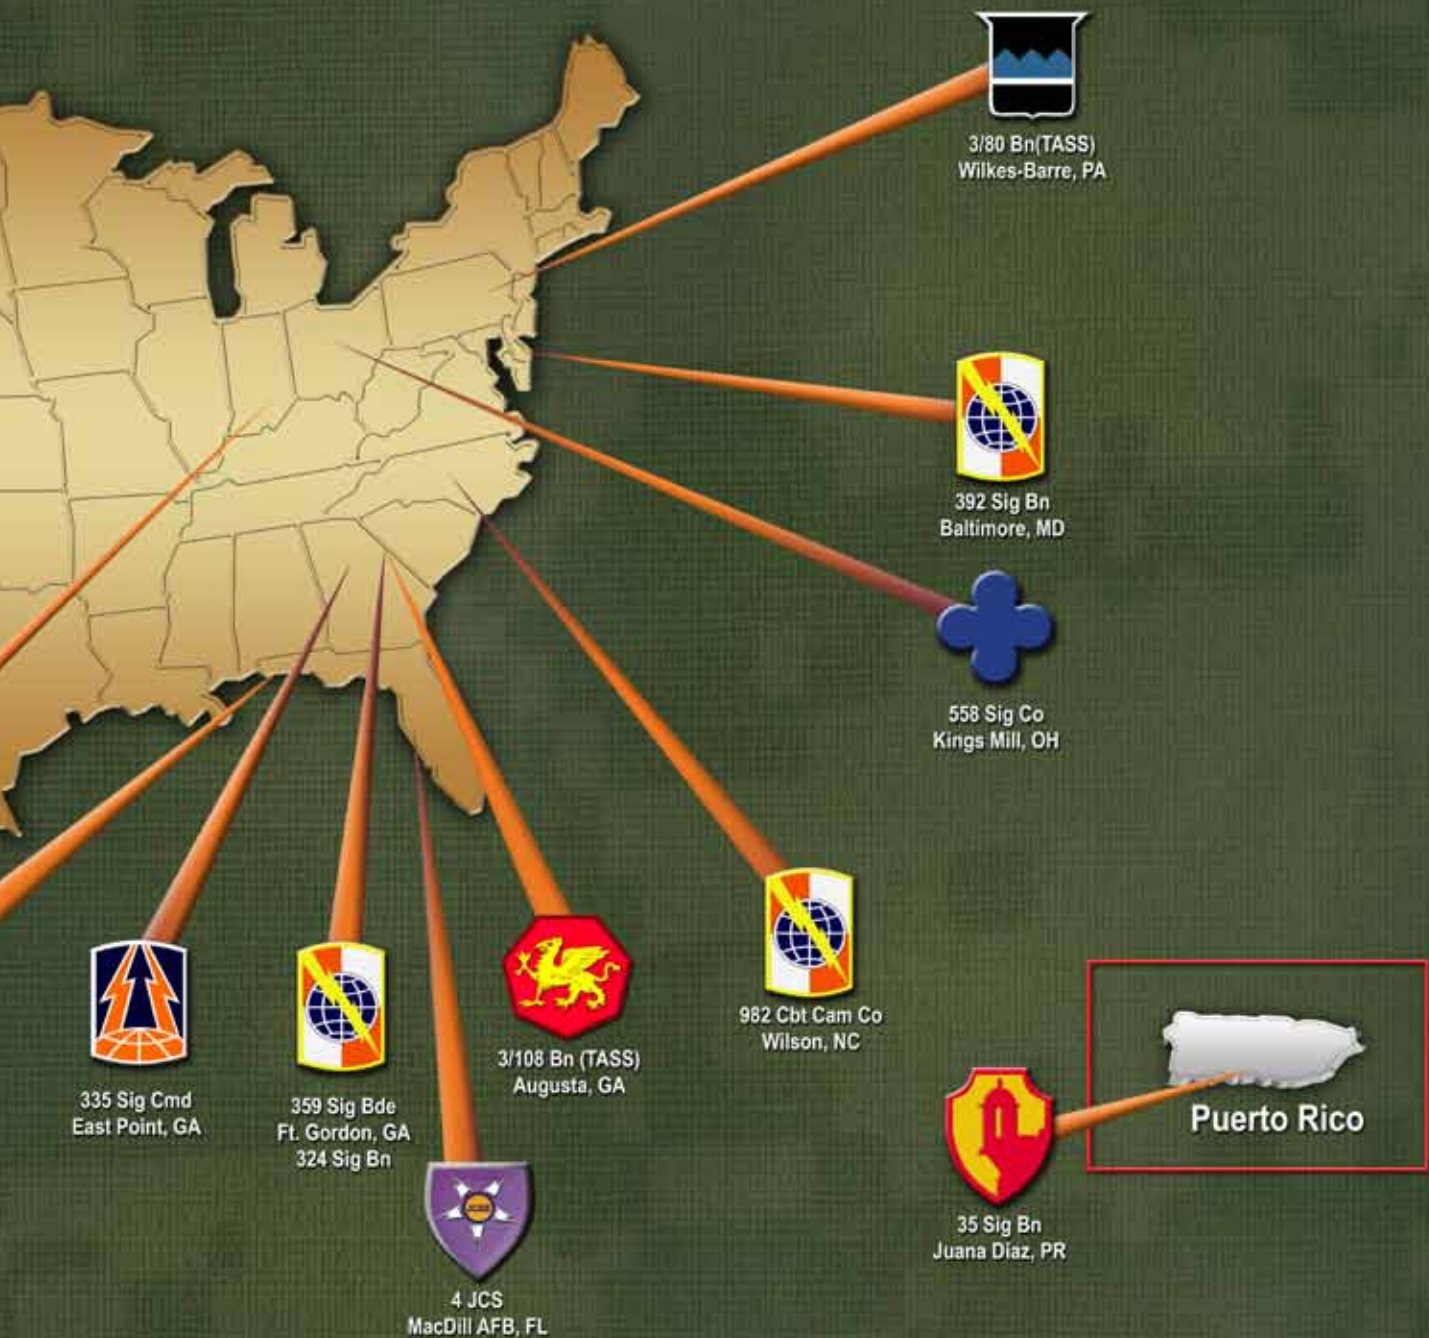 3/80 Bn(TASS)
Wilkes-Barre, PA
392 Sig Bn
Baltimore, MD
558 Sig Co
Kings Mill, OH
982 Cbt Cam Co
Wilson, NC
3/108 Bn (TASS)
Augusta, GA
335 Sig Cmd
East Point, GA
359 Sig Bde
Ft. Gordon, GA
324 Sig Bn
JCSE
4 JCS
MacDill AFB, FL
Puerto Rico
35 Sig Bn
Juana Diaz, PR